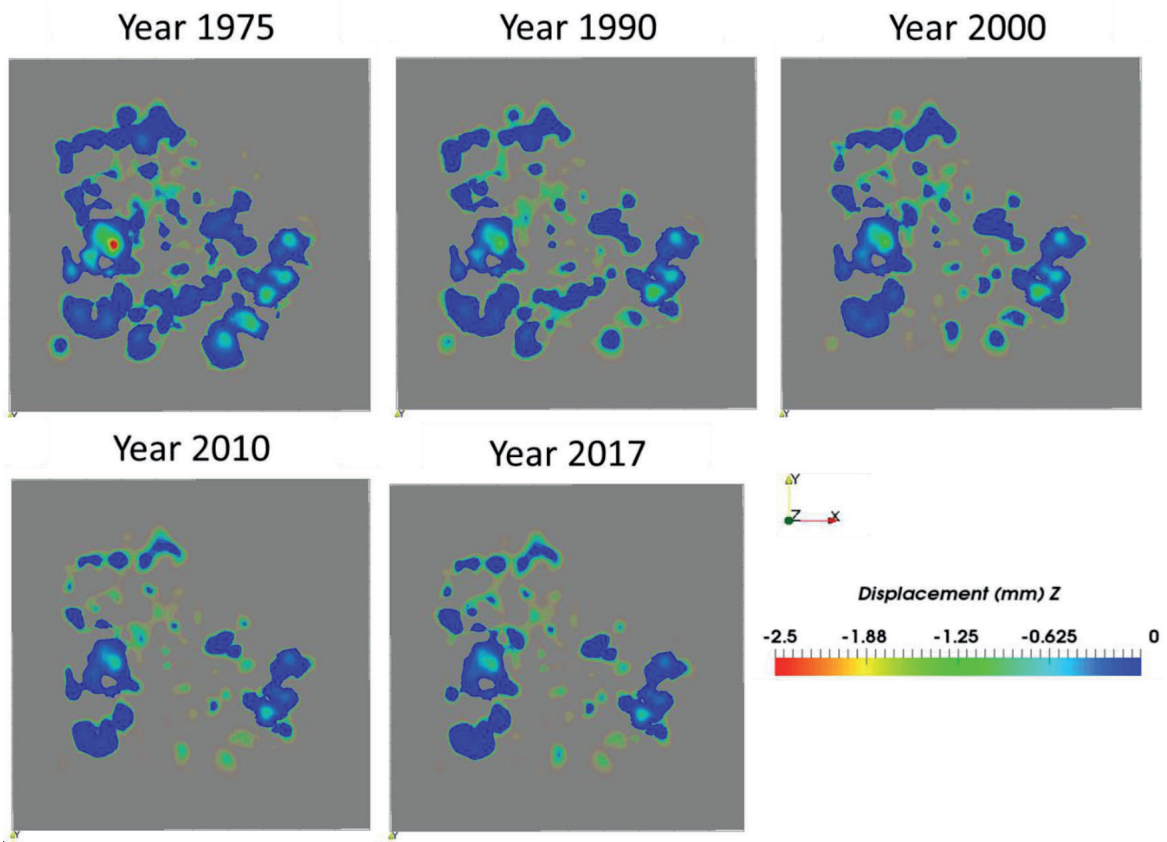 Year 1975
Year 1990
Year 2000
Y
Y
Y
Year 2010
Year 2017
Y
Z X
Displacement (mm) Z
-2.5 -1.88 -1.25 -0.625 0
Y
Y